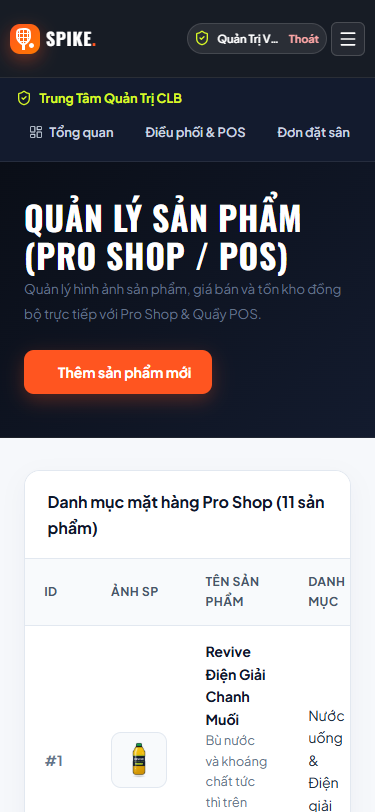 SPIKE.
Quản Trị V... Thoát
Trung Tâm Quản Trị CLB
Tổng quan Điều phối & POS Đơn đặt sân
QUẢN LÝ SẢN PHẨM
(PRO SHOP / POS)
Quản lý hình ảnh sản phẩm, giá bán và tồn kho đồng
bộ trực tiếp với Pro Shop & Quầy POS.
Thêm sản phẩm mới
Danh mục mặt hàng Pro Shop (11 sản
phẩm)
ID ẢNH SP TÊN SẢN PHẨM DANH MỤC
#1
Revive
Điện Giải
Chanh
Muối
Bù nước
và khoáng
chất tức
thì trên
Nước
uống
&
Điện
giải